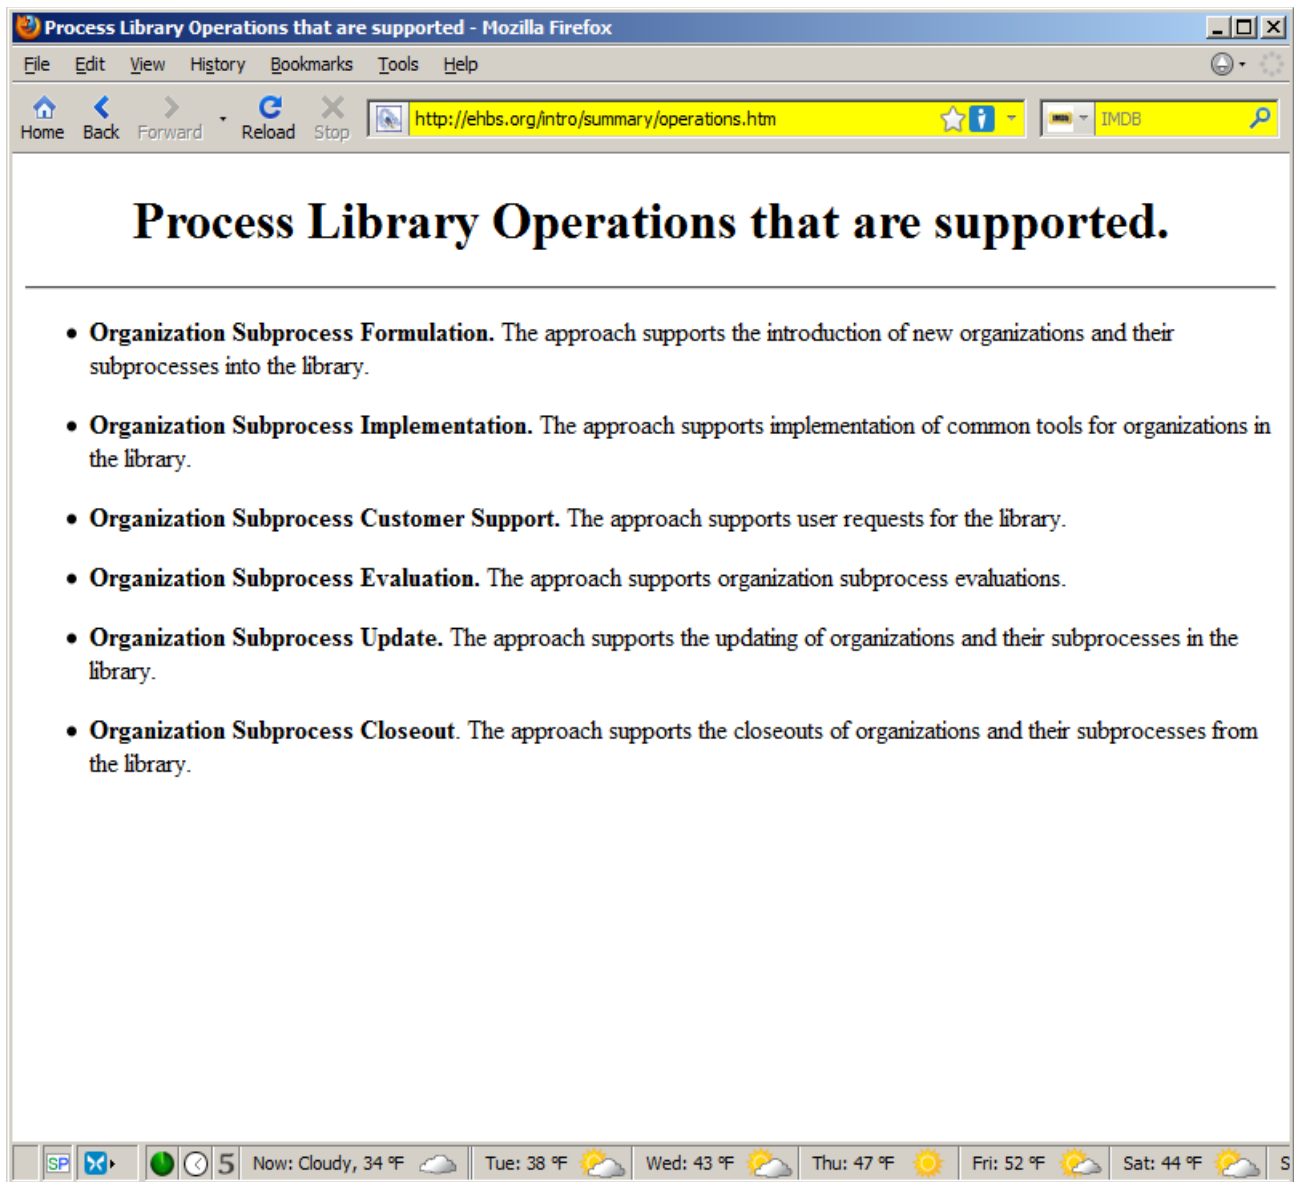 Process Library Operations that are supported - Mozilla Firefox
File Edit View History Bookmarks Tools Help
Home Back Forward Reload Stop http://ehbs.org/intro/summary/operations.htm IMDB
Process Library Operations that are supported.
• Organization Subprocess Formulation. The approach supports the introduction of new organizations and their
subprocesses into the library.
• Organization Subprocess Implementation. The approach supports implementation of common tools for organizations in
the library.
• Organization Subprocess Customer Support. The approach supports user requests for the library.
• Organization Subprocess Evaluation. The approach supports organization subprocess evaluations.
• Organization Subprocess Update. The approach supports the updating of organizations and their subprocesses in the
library.
• Organization Subprocess Closeout. The approach supports the closeouts of organizations and their subprocesses from
the library.
SP 5 Now: Cloudy, 34 ºF Tue: 38 ºF Wed: 43 ºF Thu: 47 ºF Fri: 52 ºF Sat: 44 ºF S